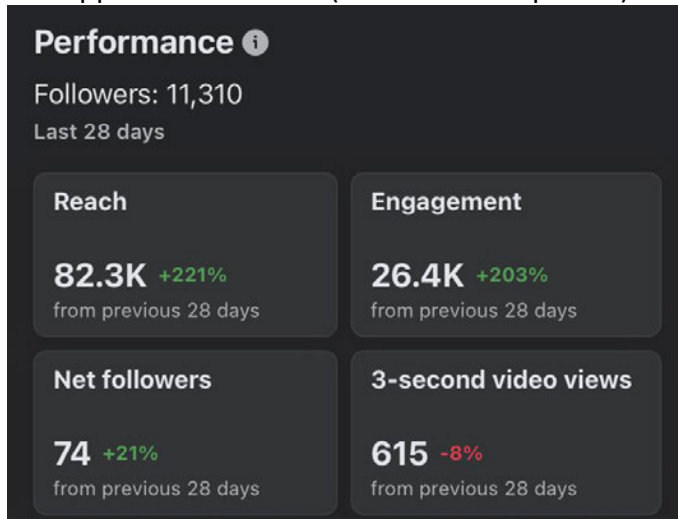 Performance
Followers: 11,310
Last 28 days
Reach
82.3K +221%
from previous 28 days
Engagement
26.4K +203%
from previous 28 days
Net followers
74 +21%
from previous 28 days
3-second video views
615 -8%
from previous 28 days